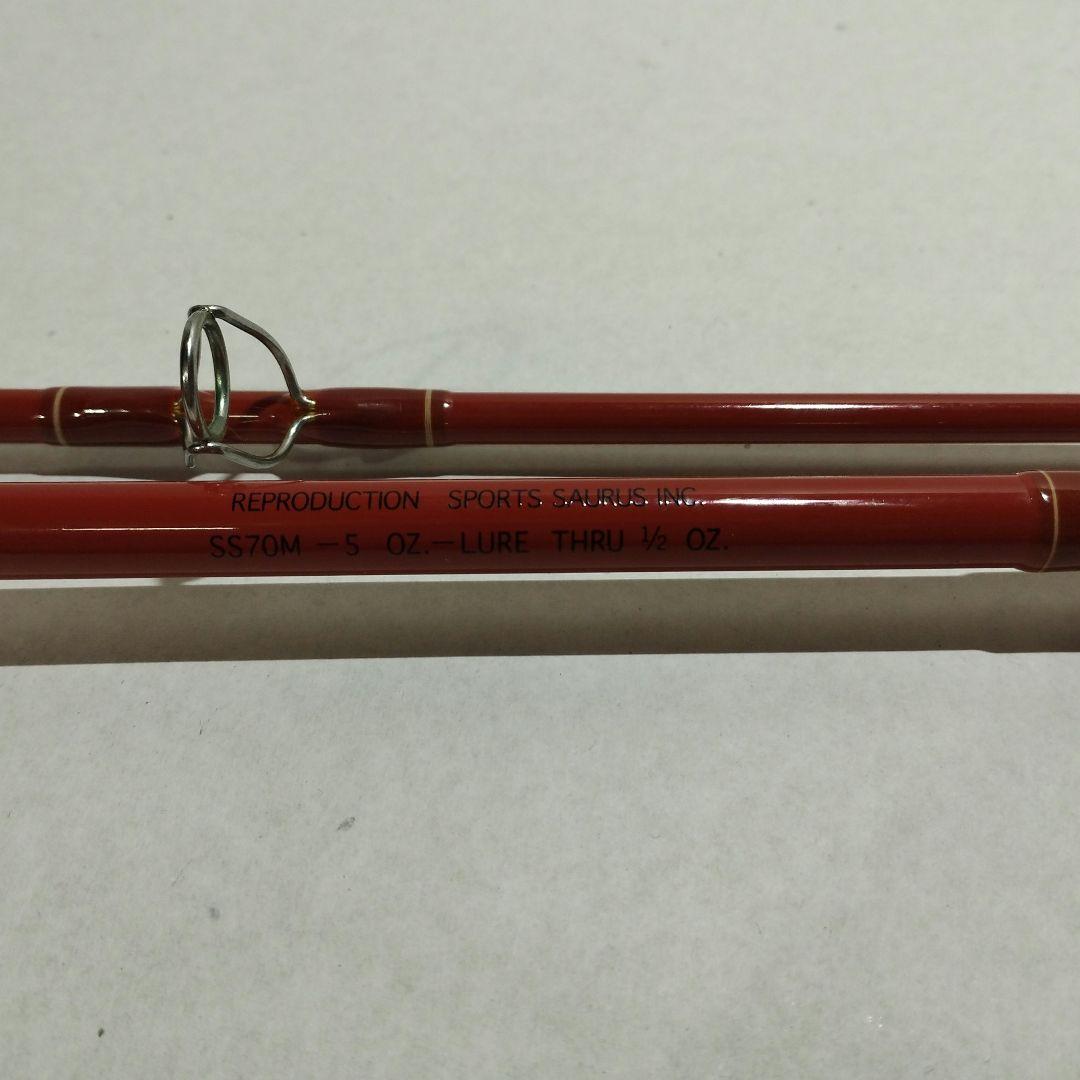 REPRODUCTION SPORTS SAURUS INC.
SS70M – 5 OZ. – LURE THRU ½ OZ.